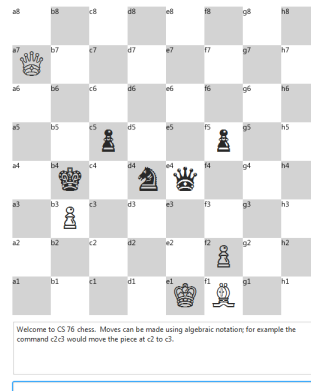 a8 b8 c8 d8 e8 f8 g8 h8
a7 b7 c7 d7 e7 f7 g7 h7
a6 b6 c6 d6 e6 f6 g6 h6
a5 b5 c5 d5 e5 f5 g5 h5
a4 b4 c4 d4 e4 f4 g4 h4
a3 b3 c3 d3 e3 f3 g3 h3
a2 b2 c2 d2 e2 f2 g2 h2
a1 b1 c1 d1 e1 f1 g1 h1
Welcome to CS 76 chess. Moves can be made using algebraic notation; for example the
command c2c3 would move the piece at c2 to c3.